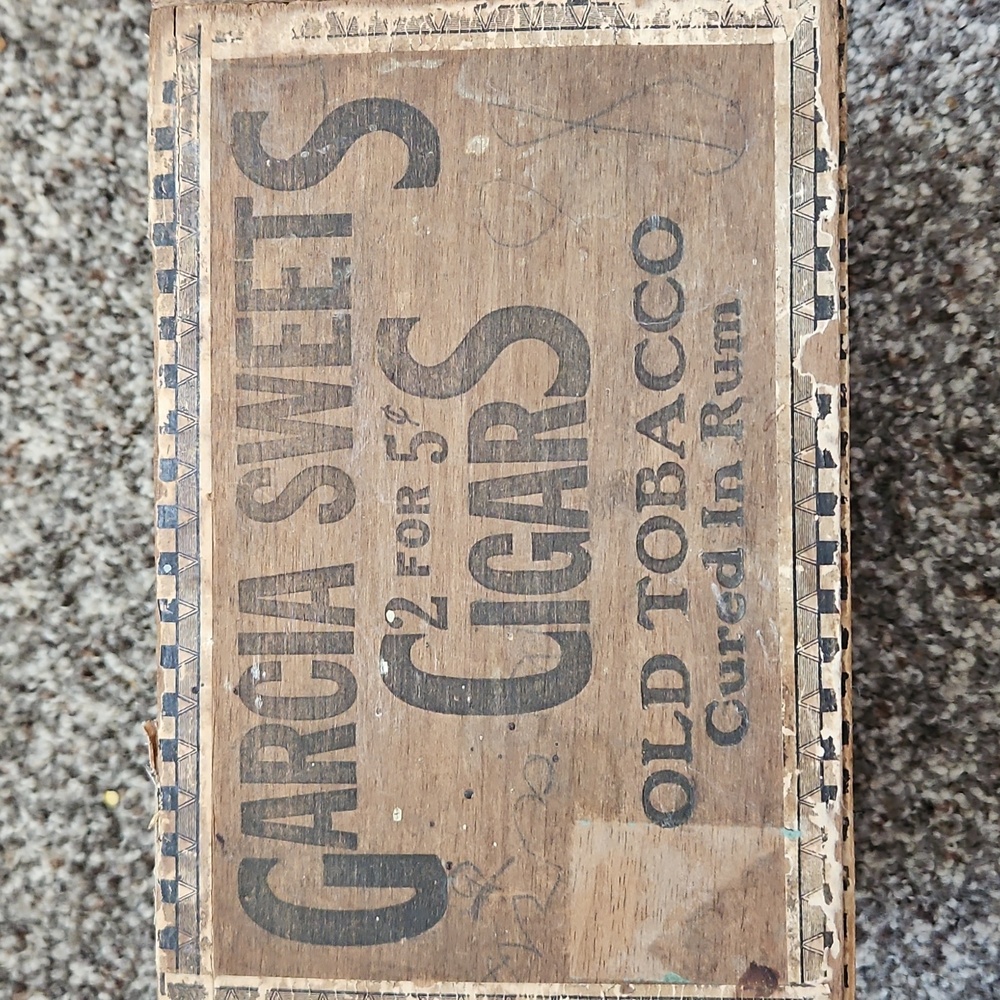 GARCIA SWEETS
2 FOR 5¢
CIGARS
OLD TOBACCO
Cured In Rum